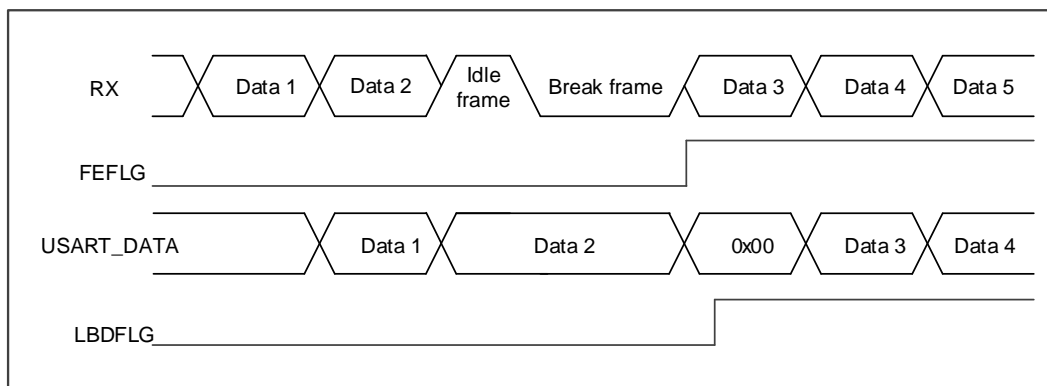 RX
Data 1
Data 2
Idle
frame
Break frame
Data 3
Data 4
Data 5
FEFLG
USART_DATA
Data 1
Data 2
0x00
Data 3
Data 4
LBDFLG